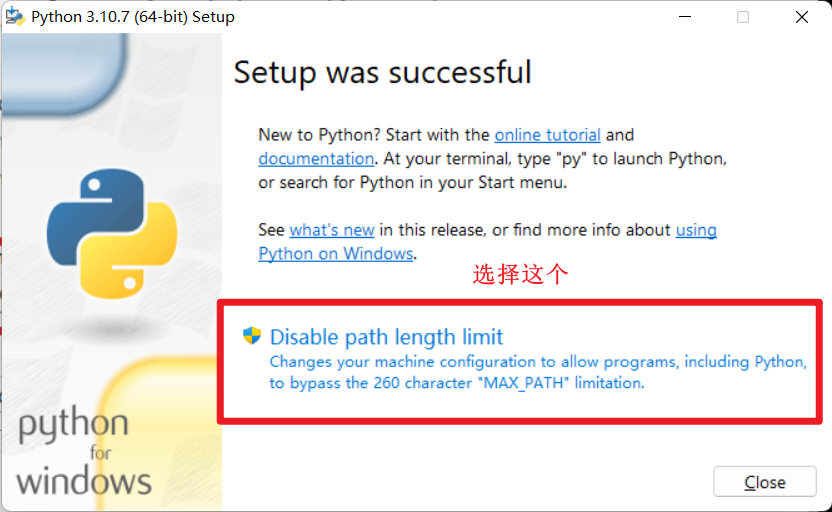 Python 3.10.7 (64-bit) Setup
Setup was successful
New to Python? Start with the online tutorial and
documentation. At your terminal, type "py" to launch Python,
or search for Python in your Start menu.
See what's new in this release, or find more info about using
Python on Windows.
选择这个
Disable path length limit
Changes your machine configuration to allow programs, including Python,
to bypass the 260 character "MAX_PATH" limitation.
python
for
windows
Close